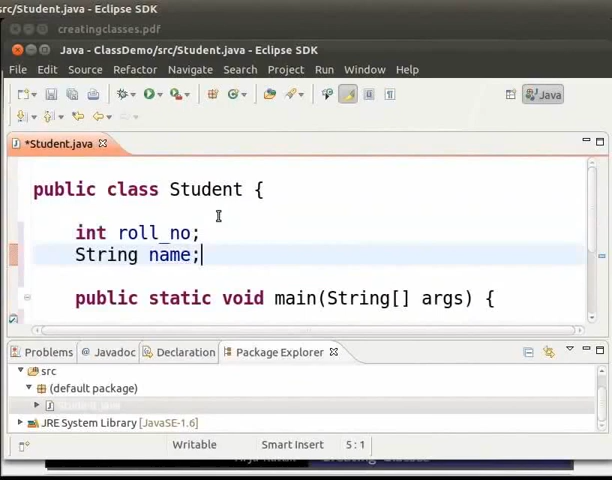 src/Student.java - Eclipse SDK
creatingclasses.pdf
Java - ClassDemo/src/Student.java - Eclipse SDK
File Edit Source Refactor Navigate Search Project Run Window Help
Java
*Student.java
public class Student {
int roll_no;
String name;
public static void main(String[] args) {
Problems Javadoc Declaration Package Explorer
src
(default package)
Student.java
JRE System Library [JavaSE-1.6]
Writable Smart Insert 5 : 1